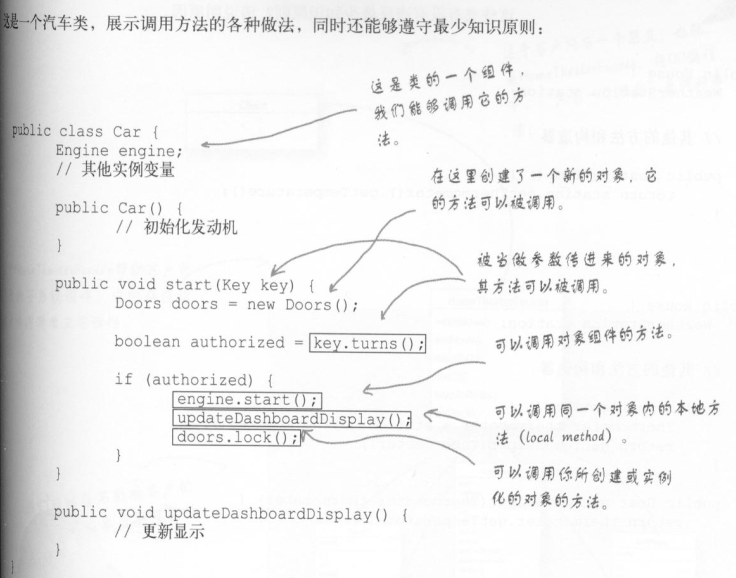 这是一个汽车类，展示调用方法的各种做法，同时还能够遵守最少知识原则：
这是类的一个组件，
我们能够调用它的方
法。
public class Car {
Engine engine;
// 其他实例变量
在这里创建了一个新的对象，它
的方法可以被调用。
public Car() {
// 初始化发动机
}
被当做参数传进来的对象，
其方法可以被调用。
public void start(Key key) {
Doors doors = new Doors();
boolean authorized = key.turns();
可以调用对象组件的方法。
if (authorized) {
engine.start();
updateDashboardDisplay();
doors.lock();
}
}
可以调用同一个对象内的本地方
法（local method）。
可以调用你所创建或实例
化的对象的方法。
public void updateDashboardDisplay() {
// 更新显示
}
}